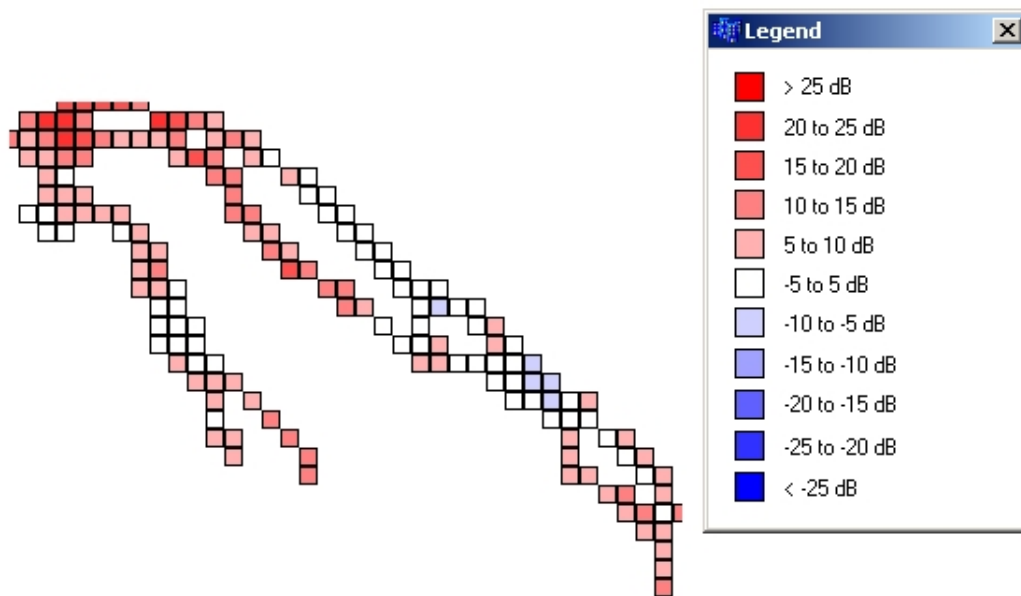 Legend
> 25 dB
20 to 25 dB
15 to 20 dB
10 to 15 dB
5 to 10 dB
-5 to 5 dB
-10 to -5 dB
-15 to -10 dB
-20 to -15 dB
-25 to -20 dB
< -25 dB